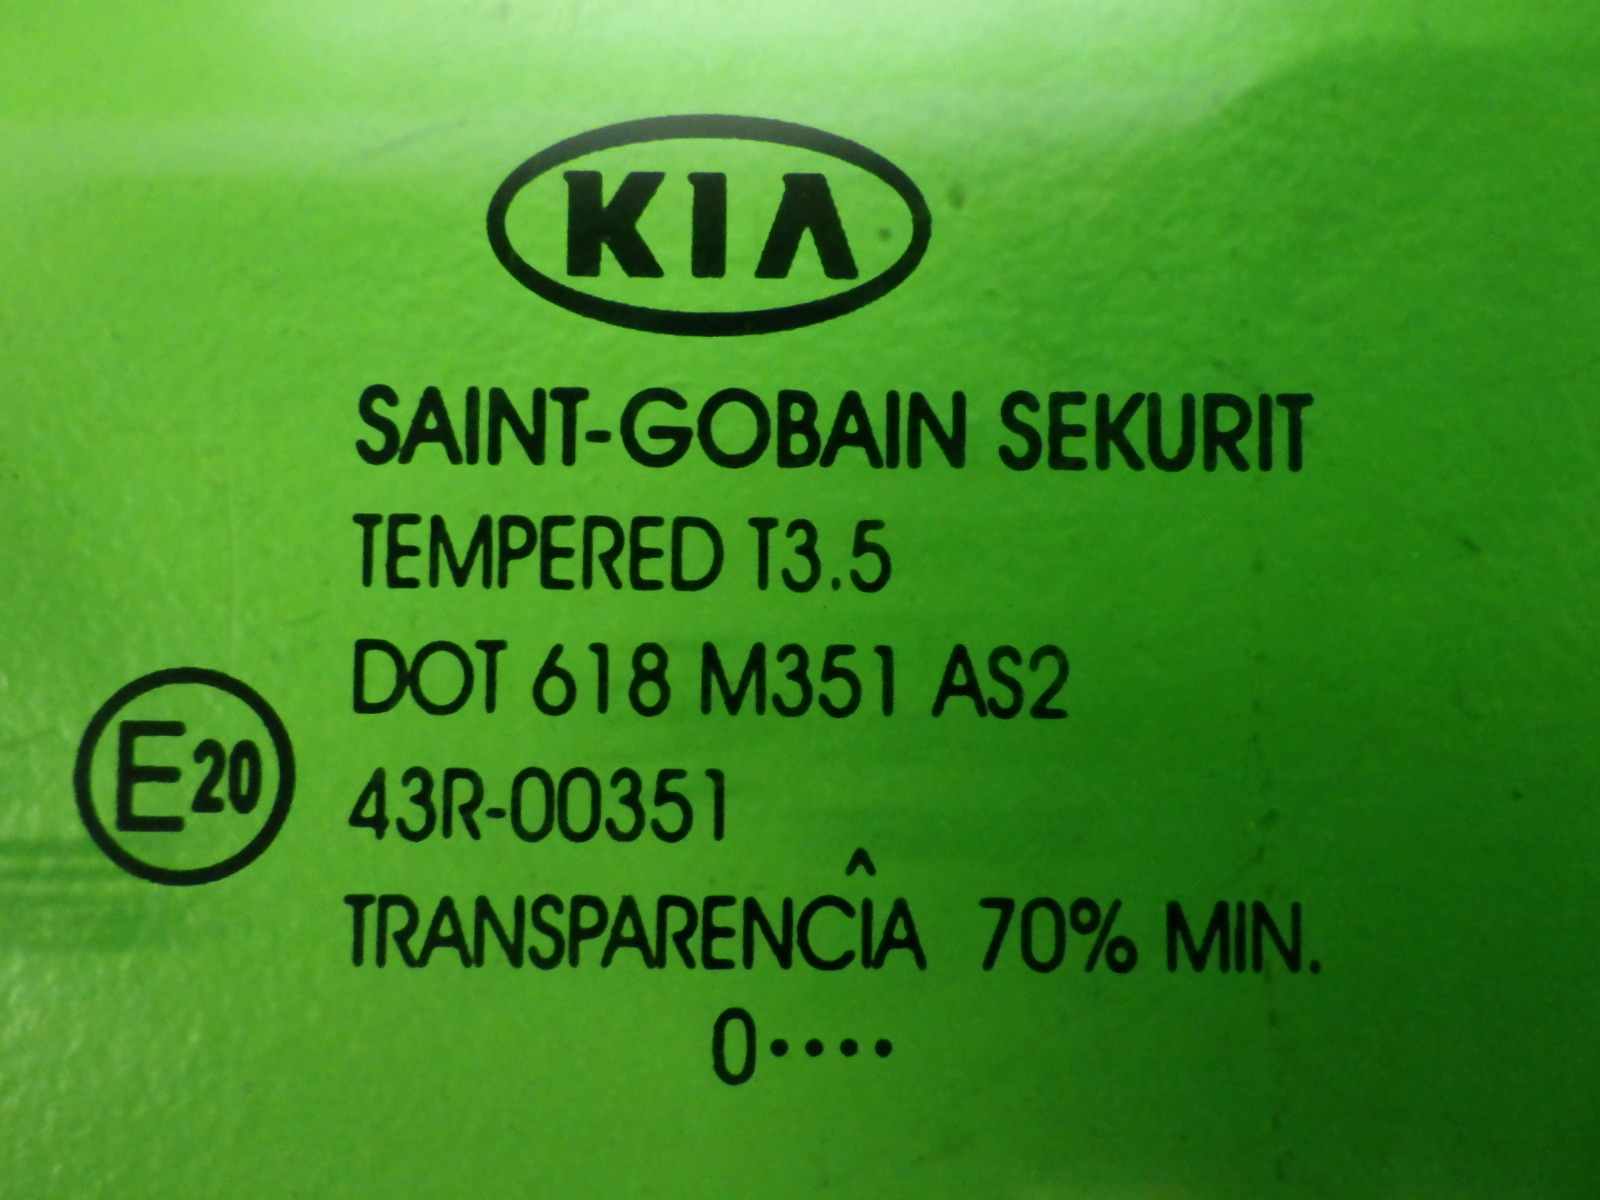 KIA
SAINT-GOBAIN SEKURIT
TEMPERED T3.5
DOT 618 M351 AS2
E20
43R-00351
TRANSPARENCÎA 70% MIN.
0····